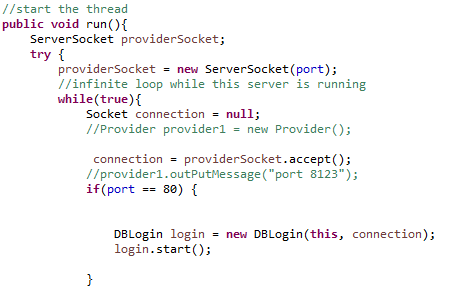 //start the thread
public void run(){
    ServerSocket providerSocket;
    try {
        providerSocket = new ServerSocket(port);
        //infinite loop while this server is running
        while(true){
            Socket connection = null;
            //Provider provider1 = new Provider();
             connection = providerSocket.accept();
            //provider1.outPutMessage("port 8123");
            if(port == 80) {
                DBLogin login = new DBLogin(this, connection);
                login.start();
            }